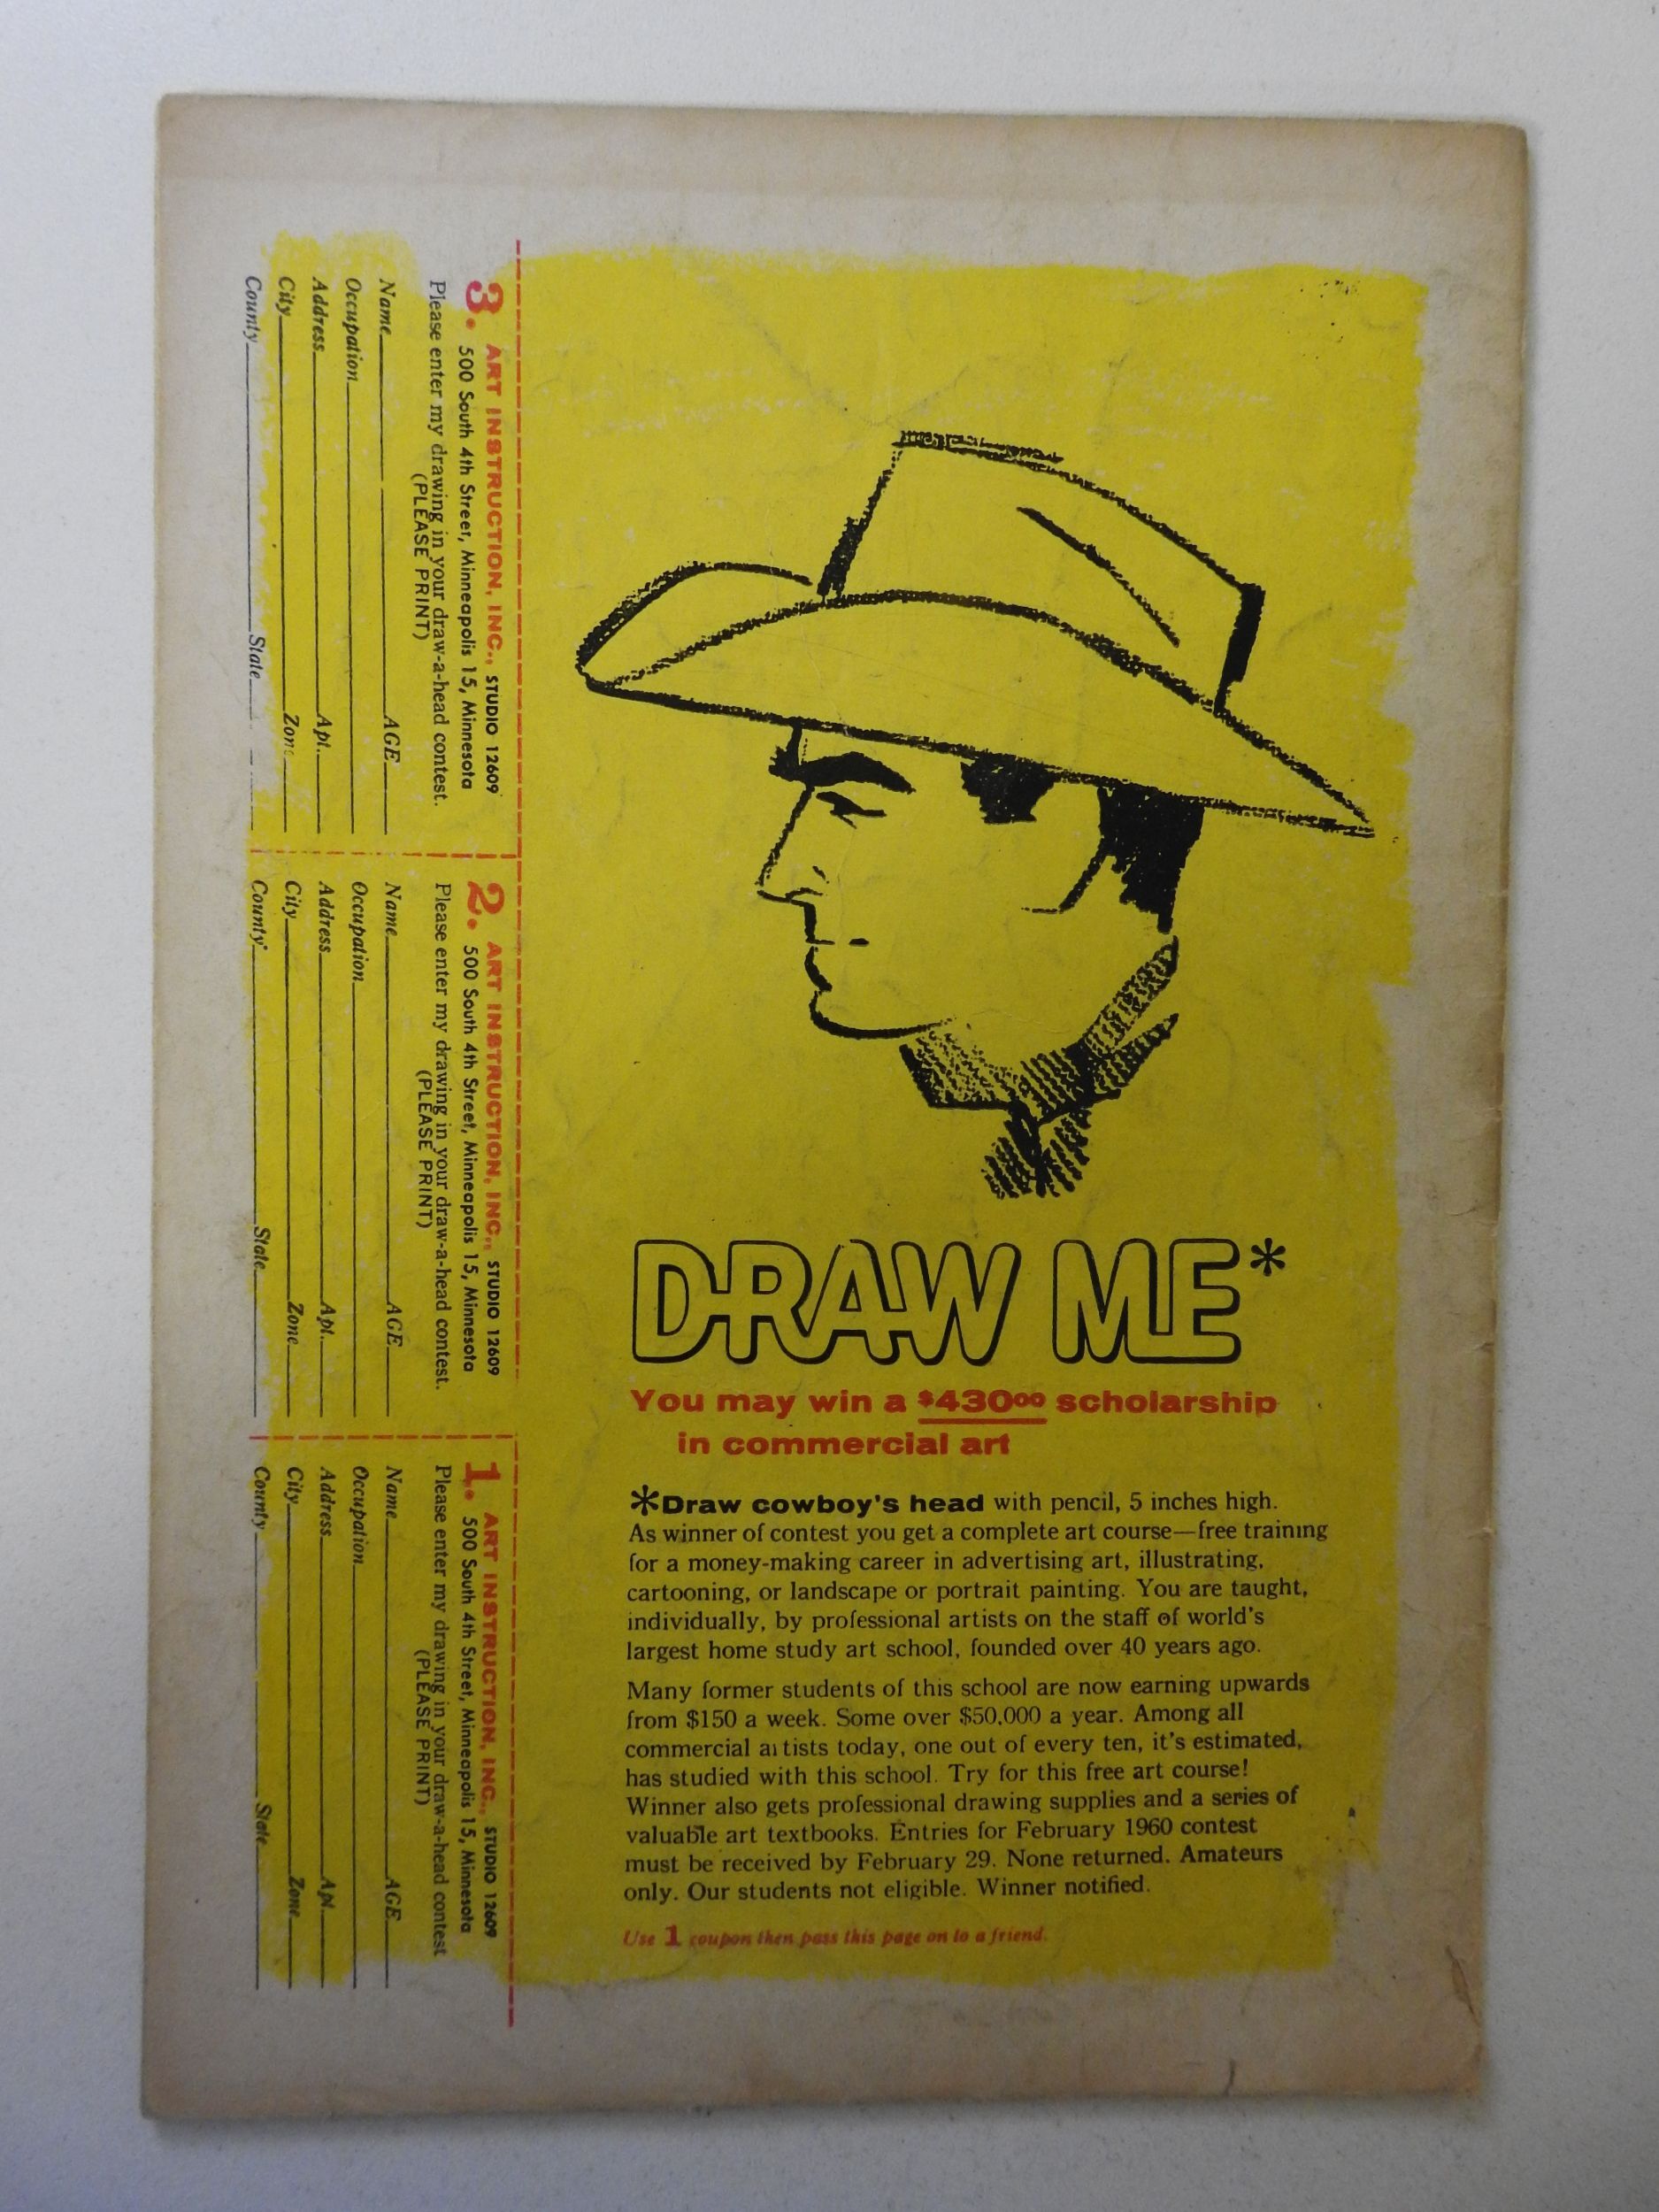 DRAW ME*
You may win a $430.00 scholarship
in commercial art
*Draw cowboy's head with pencil, 5 inches high.
As winner of contest you get a complete art course—free training
for a money-making career in advertising art, illustrating,
cartooning, or landscape or portrait painting. You are taught,
individually, by professional artists on the staff of world's
largest home study art school, founded over 40 years ago.
Many former students of this school are now earning upwards
from $150 a week. Some over $50,000 a year. Among all
commercial artists today, one out of every ten, it's estimated,
has studied with this school. Try for this free art course!
Winner also gets professional drawing supplies and a series of
valuable art textbooks. Entries for February 1960 contest
must be received by February 29. None returned. Amateurs
only. Our students not eligible. Winner notified.
Use 1 coupon then pass this page on to a friend.
3. ART INSTRUCTION, INC., STUDIO 12609
500 South 4th Street, Minneapolis 15, Minnesota
Please enter my drawing in your draw-a-head contest.
(PLEASE PRINT)
Name AGE
Occupation
Address Apt.
City Zone
County State
2. ART INSTRUCTION, INC., STUDIO 12609
500 South 4th Street, Minneapolis 15, Minnesota
Please enter my drawing in your draw-a-head contest.
(PLEASE PRINT)
Name AGE
Occupation
Address Apt.
City Zone
County State
1. ART INSTRUCTION, INC., STUDIO 12609
500 South 4th Street, Minneapolis 15, Minnesota
Please enter my drawing in your draw-a-head contest
(PLEASE PRINT)
Name AGE
Occupation
Address Apt.
City Zone
County State